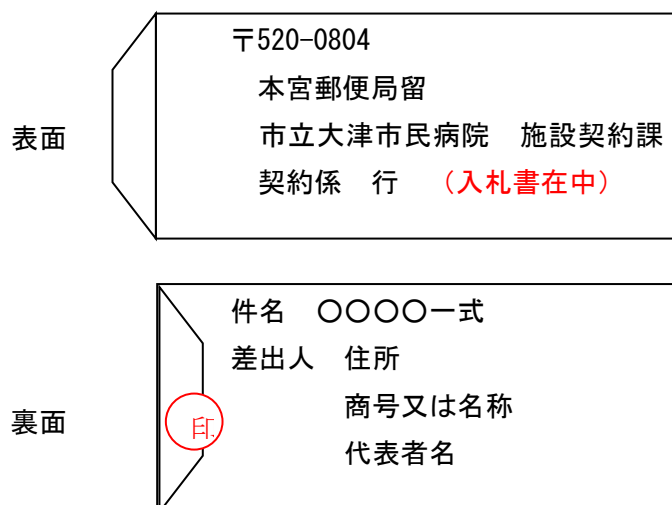 表面
〒520-0804
本宮郵便局留
市立大津市民病院　施設契約課
契約係　行　（入札書在中）
裏面
件名　〇〇〇〇一式
差出人　住所
商号又は名称
代表者名
印